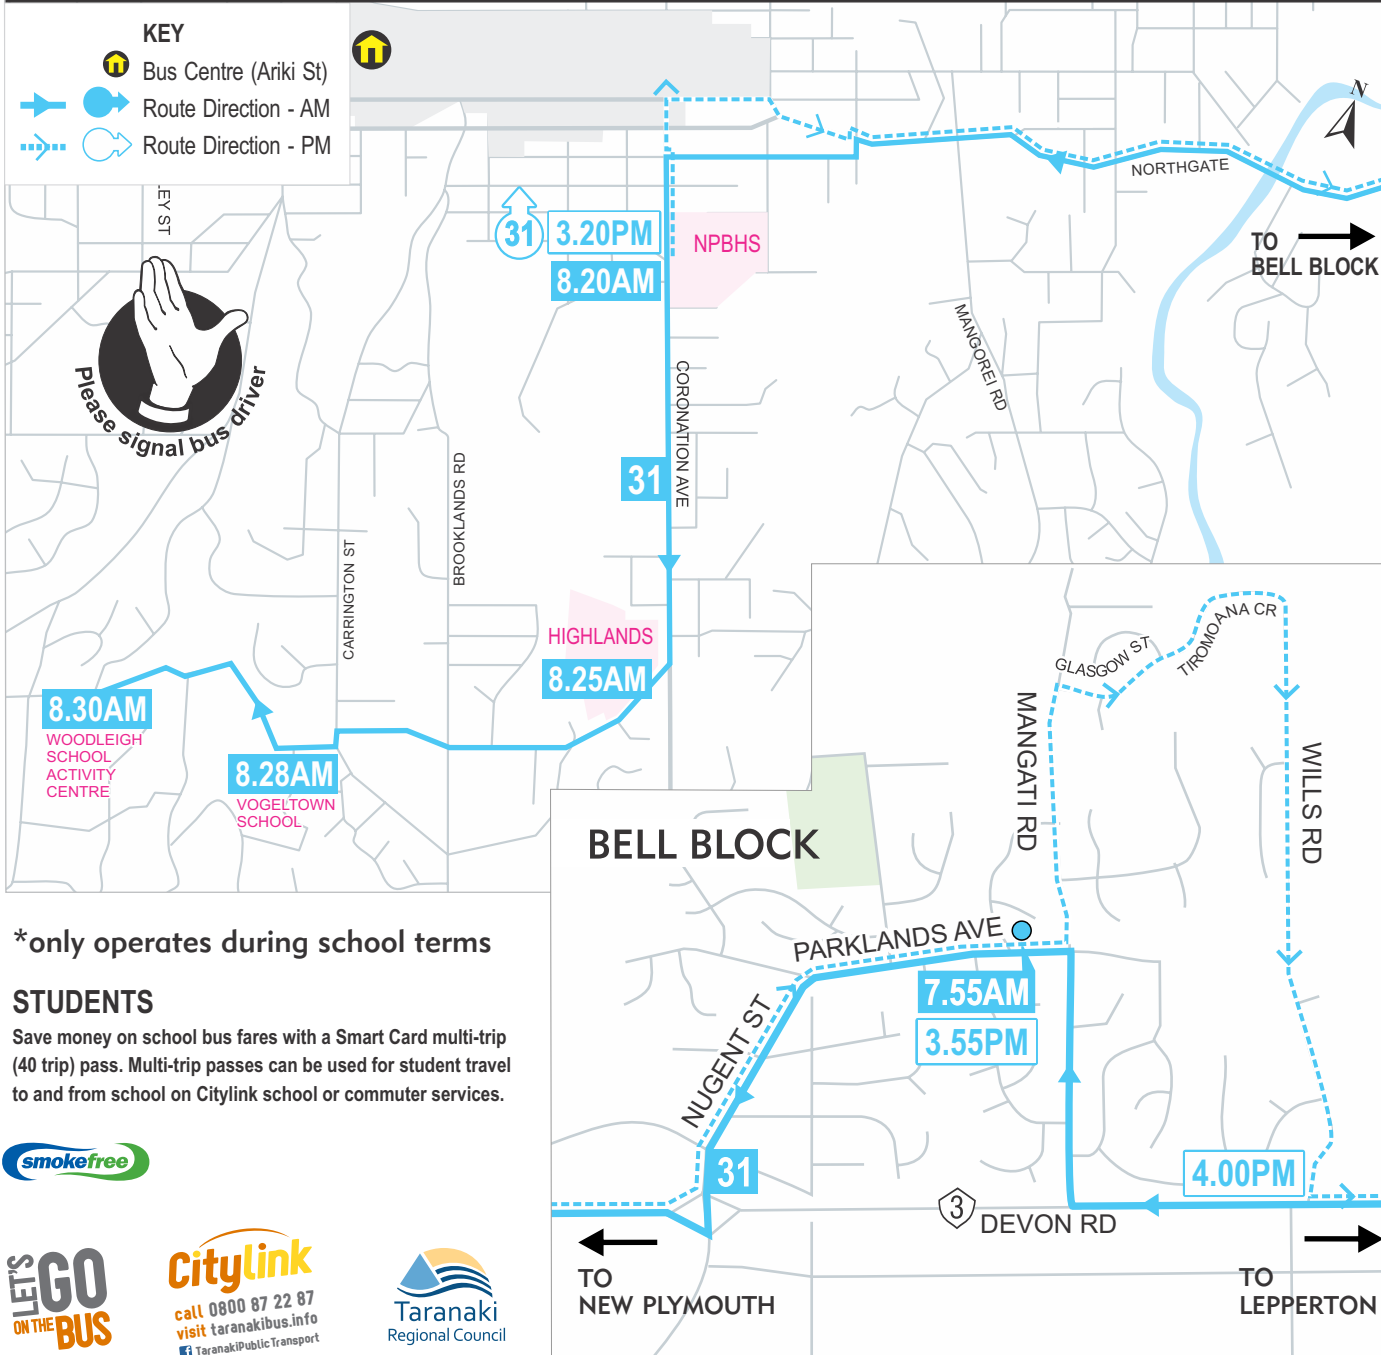 KEY
Bus Centre (Ariki St)
Route Direction - AM
Route Direction - PM
LEY ST
N
NORTHGATE
TO
BELL BLOCK
31
3.20PM
8.20AM
NPBHS
Please signal bus driver
MANGOREI RD
CORONATION AVE
31
BROOKLANDS RD
CARRINGTON ST
HIGHLANDS
8.25AM
8.30AM
WOODLEIGH
SCHOOL
ACTIVITY
CENTRE
8.28AM
VOGELTOWN
SCHOOL
GLASGOW ST
TIROMOANA CR
MANGATI RD
WILLS RD
BELL BLOCK
PARKLANDS AVE
7.55AM
3.55PM
NUGENT ST
31
4.00PM
3
DEVON RD
TO
NEW PLYMOUTH
TO
LEPPERTON
*only operates during school terms
STUDENTS
Save money on school bus fares with a Smart Card multi-trip
(40 trip) pass. Multi-trip passes can be used for student travel
to and from school on Citylink school or commuter services.
smokefree
LET'S
GO
ON THE
BUS
Citylink
call 0800 87 22 87
visit taranakibus.info
f TaranakiPublicTransport
Taranaki
Regional Council